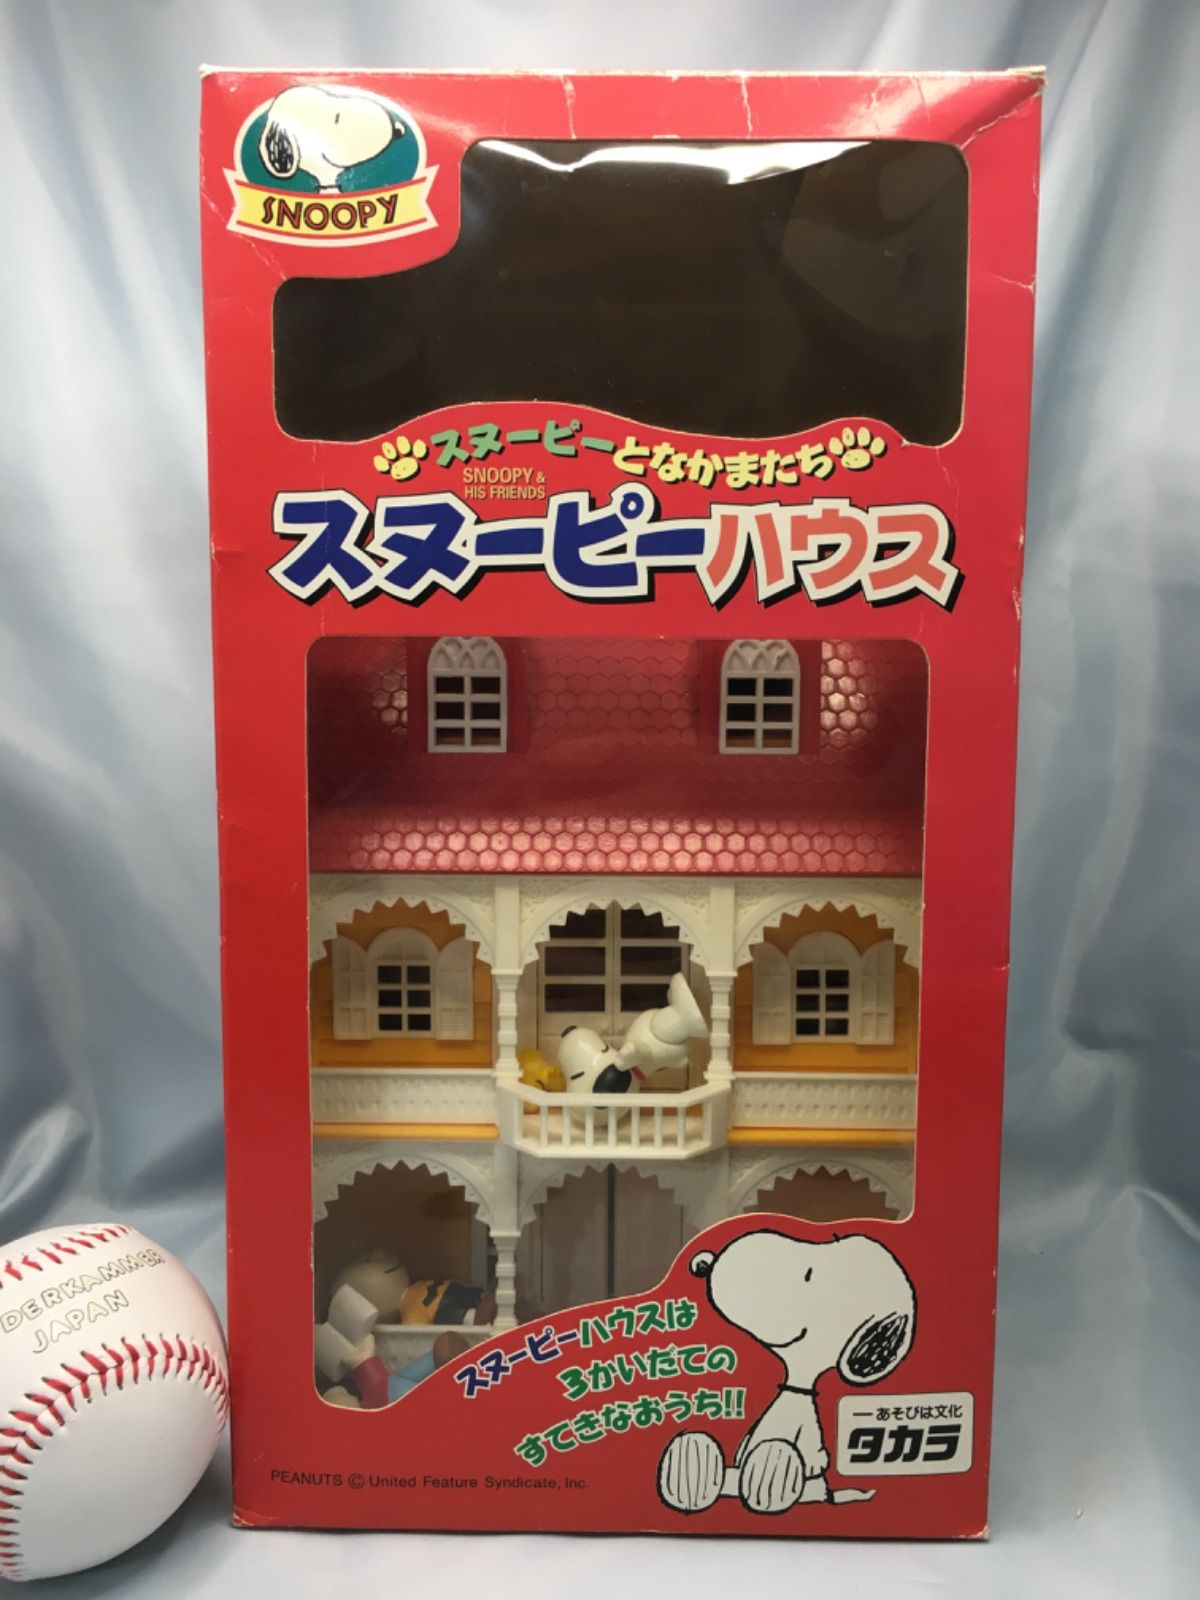 SNOOPY
スヌーピーとなかまたち
SNOOPY &
HIS FRIENDS
スヌーピーハウス
スヌーピーハウスは
3かいだての
すてきなおうち!!
あそびは文化
タカラ
PEANUTS © United Feature Syndicate, Inc.
DERKAMMER
JAPAN